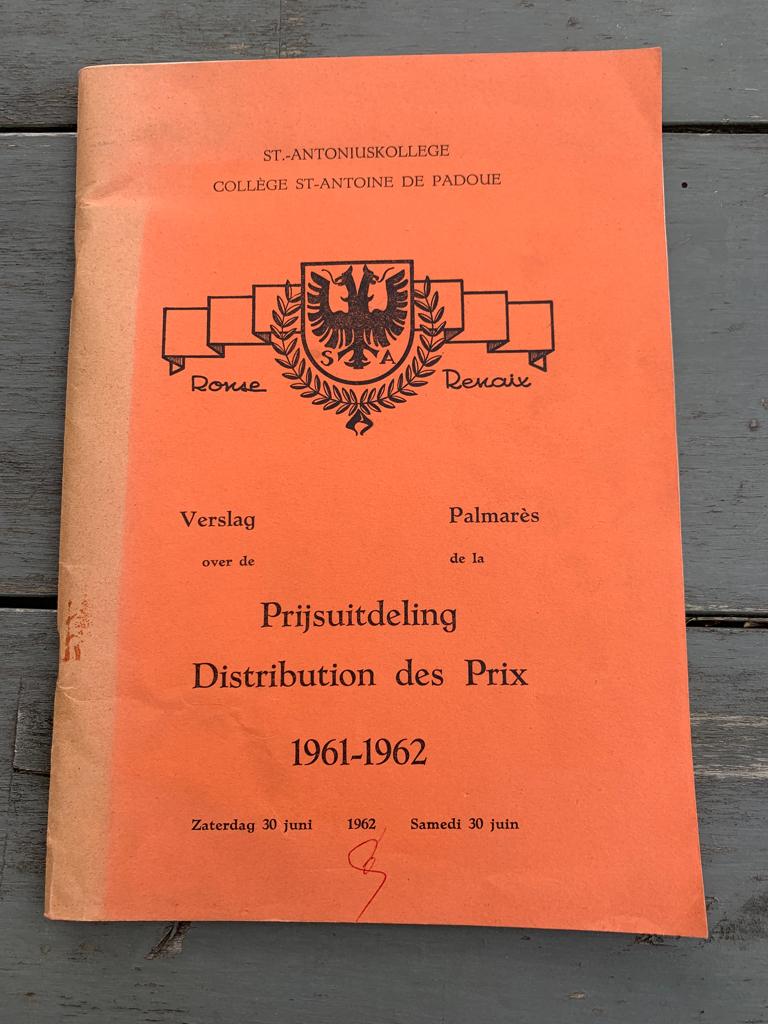 ST.-ANTONIUSKOLLEGE
COLLÈGE ST-ANTOINE DE PADOUE
S A
Ronse Renaix
Verslag Palmarès
over de de la
Prijsuitdeling
Distribution des Prix
1961-1962
Zaterdag 30 juni 1962 Samedi 30 juin